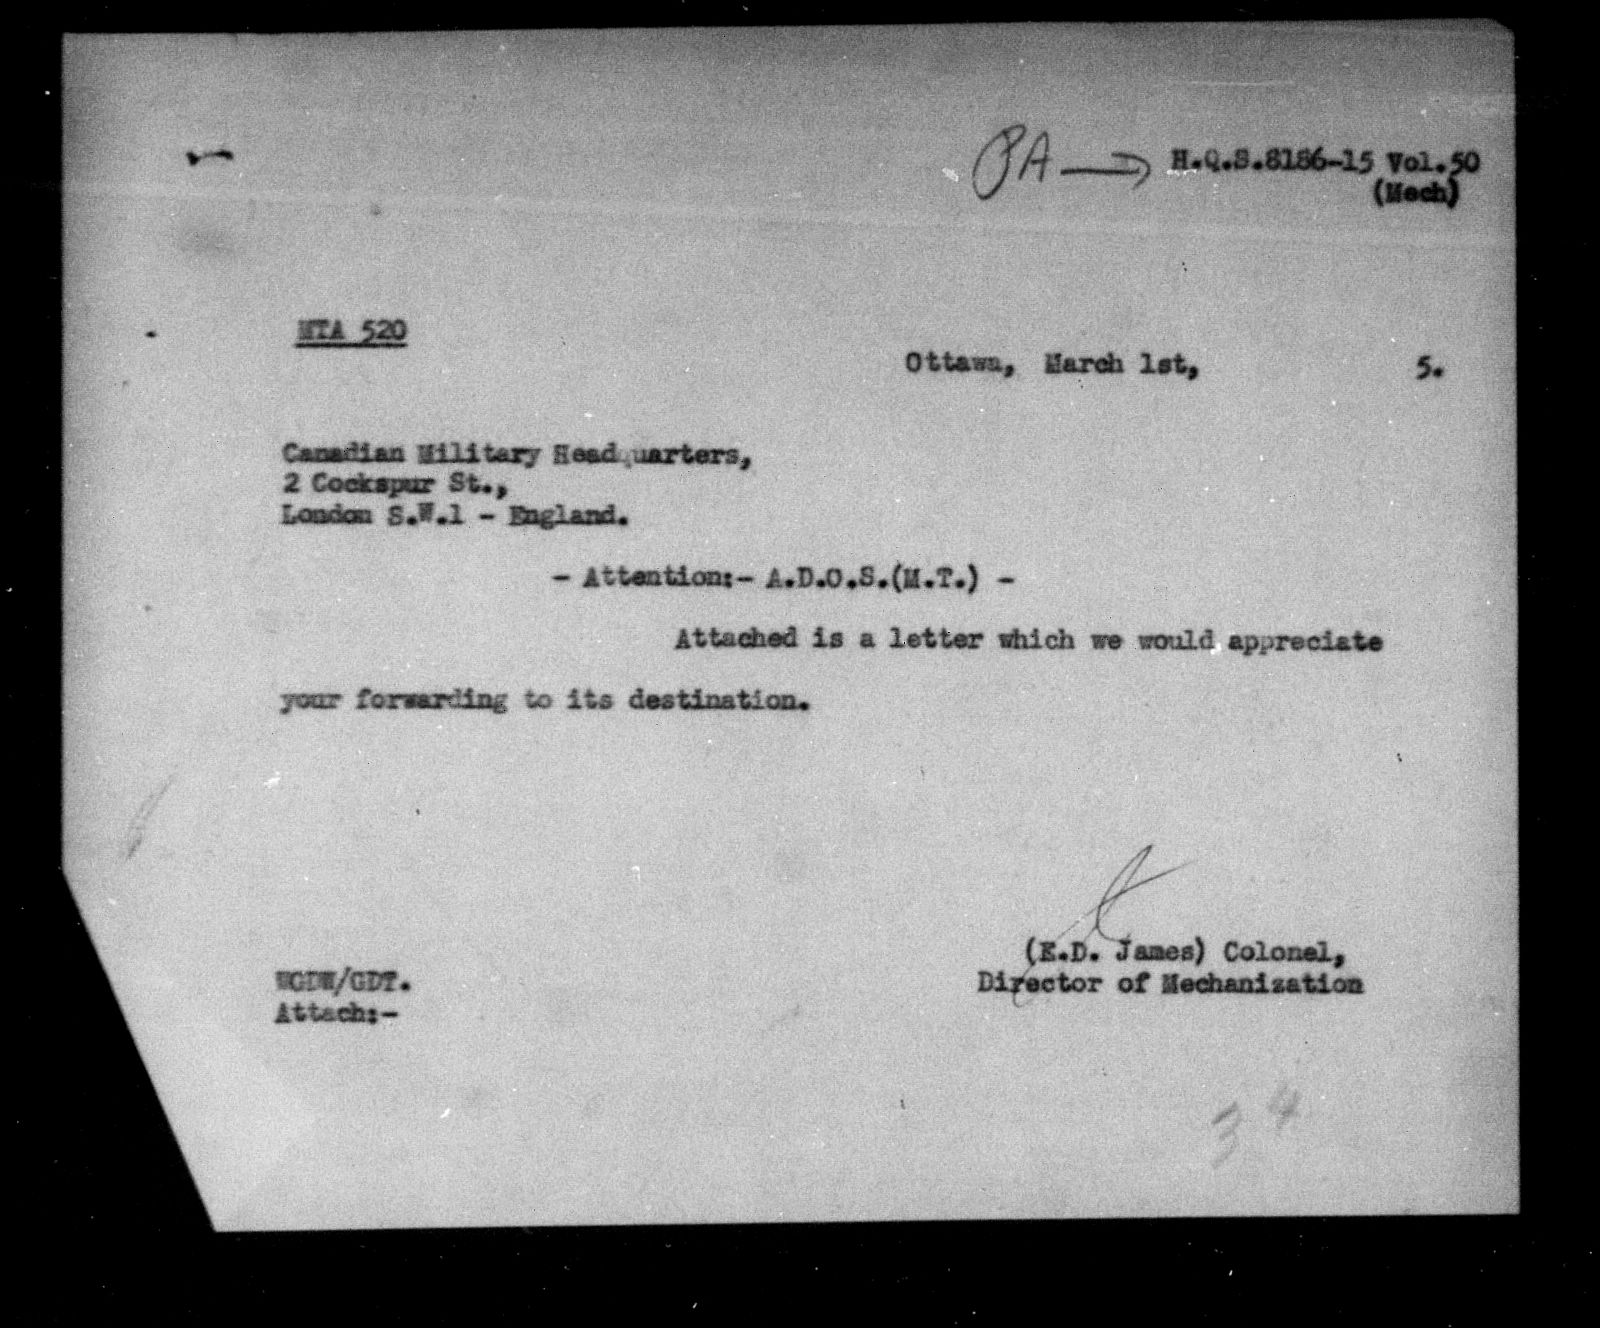 PA → H.Q.S.8186-15 Vol.50
(Mech)
MTA 520
Ottawa, March 1st, 5.
Canadian Military Headquarters,
2 Cockspur St.,
London S.W.1 - England.
- Attention:- A.D.O.S.(M.T.) -
Attached is a letter which we would appreciate
your forwarding to its destination.
(E.D. James) Colonel,
Director of Mechanization
WGDW/GDT.
Attach:-
34